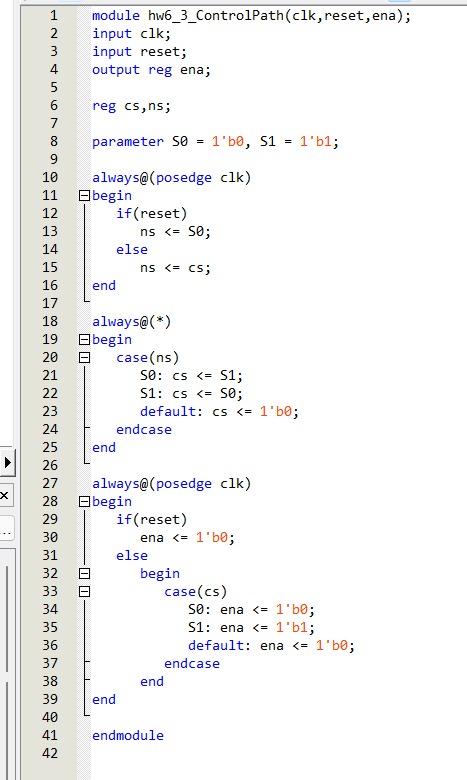 1 module hw6_3_ControlPath(clk,reset,ena);
2 input clk;
3 input reset;
4 output reg ena;
5
6 reg cs,ns;
7
8 parameter S0 = 1'b0, S1 = 1'b1;
9
10 always@(posedge clk)
11 begin
12 if(reset)
13 ns <= S0;
14 else
15 ns <= cs;
16 end
17
18 always@(*)
19 begin
20 case(ns)
21 S0: cs <= S1;
22 S1: cs <= S0;
23 default: cs <= 1'b0;
24 endcase
25 end
26
27 always@(posedge clk)
28 begin
29 if(reset)
30 ena <= 1'b0;
31 else
32 begin
33 case(cs)
34 S0: ena <= 1'b0;
35 S1: ena <= 1'b1;
36 default: ena <= 1'b0;
37 endcase
38 end
39 end
40
41 endmodule
42